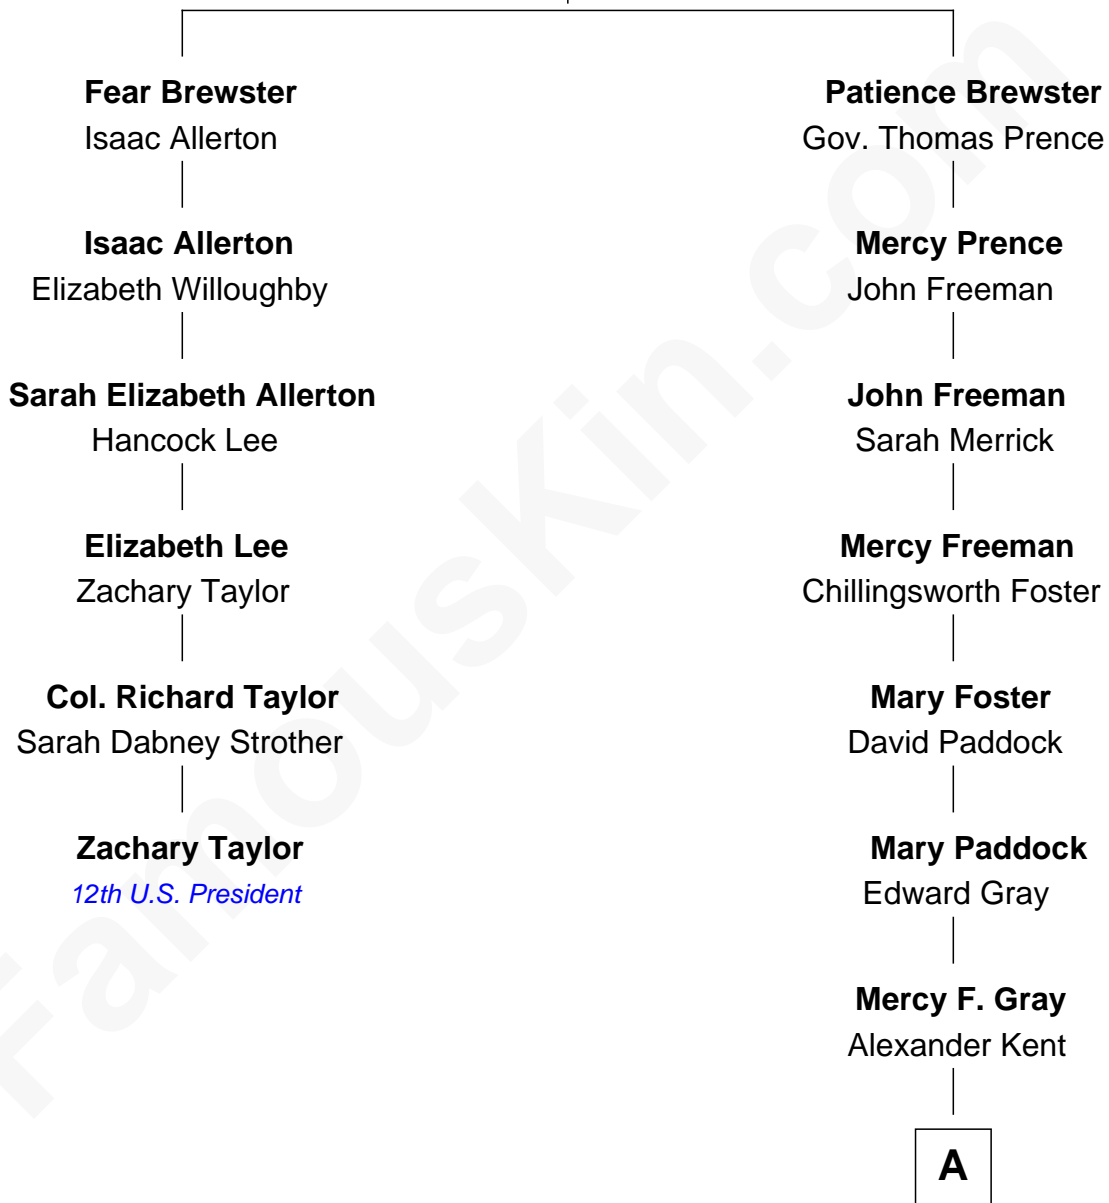 Fear Brewster
Isaac Allerton
Isaac Allerton
Elizabeth Willoughby
Sarah Elizabeth Allerton
Hancock Lee
Elizabeth Lee
Zachary Taylor
Col. Richard Taylor
Sarah Dabney Strother
Zachary Taylor
12th U.S. President
Patience Brewster
Gov. Thomas Prence
Mercy Prence
John Freeman
John Freeman
Sarah Merrick
Mercy Freeman
Chillingsworth Foster
Mary Foster
David Paddock
Mary Paddock
Edward Gray
Mercy F. Gray
Alexander Kent
A
FamousKin.com